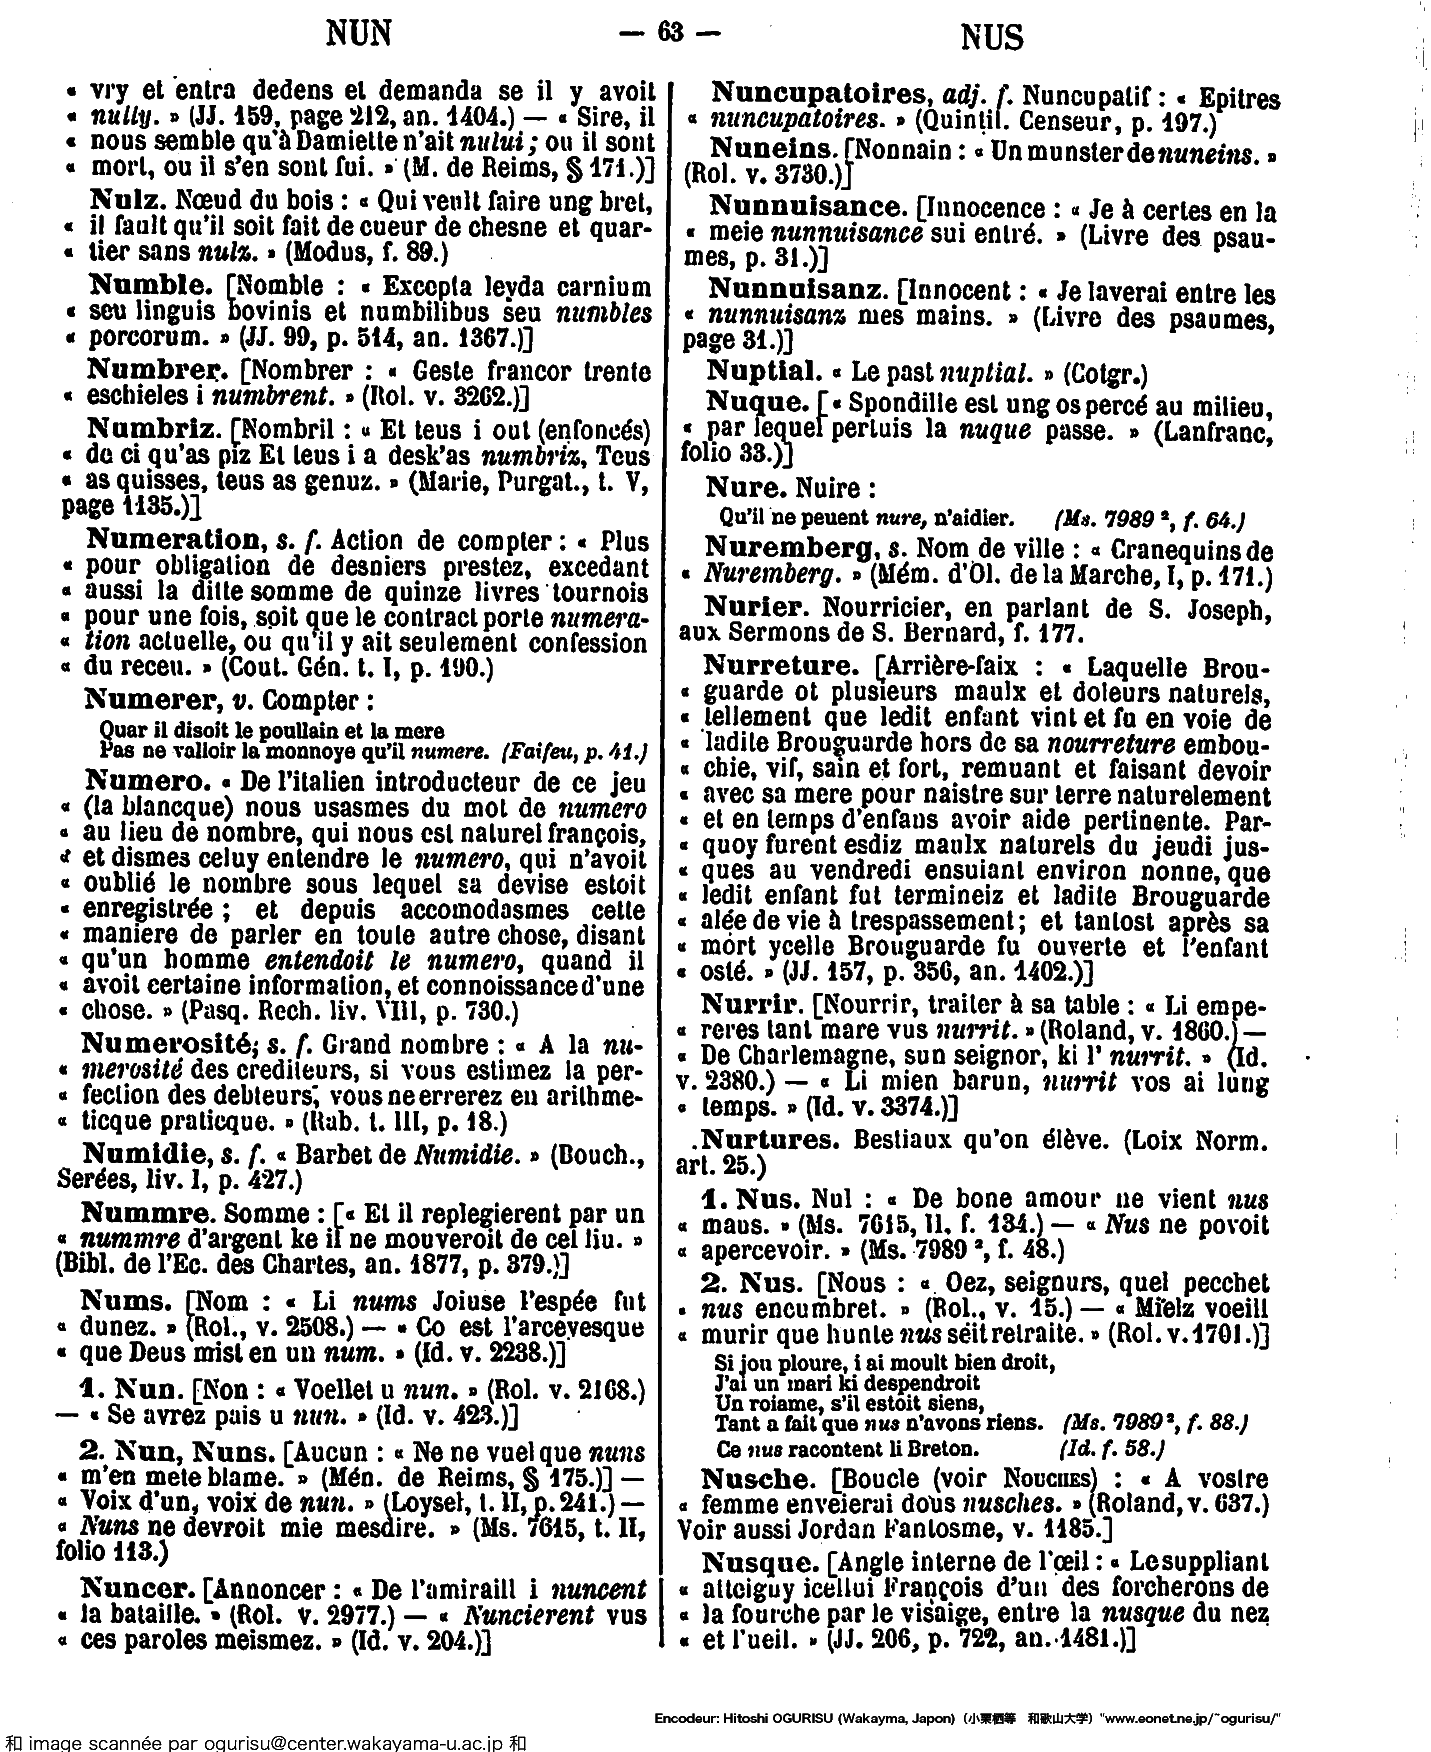 NUN
— 63 —
NUS
« vry et entra dedens et demanda se il y avoit
« nully. » (JJ. 159, page 212, an. 1404.) — « Sire, il
« nous semble qu'à Damiette n'ait nului ; ou il sont
« mort, ou il s'en sont fui. » (M. de Reims, § 171.)]
Nulz. Nœud du bois : « Qui veult faire ung bret,
« il fault qu'il soit fait de cueur de chesne et quar-
« tier sans nulz. » (Modus, f. 89.)
Numble. [Nomble : « Excepta leyda carnium
« seu linguis bovinis et numbilibus seu numbles
« porcorum. » (JJ. 99, p. 514, an. 1367.)]
Numbrer. [Nombrer : « Geste francor trente
« eschieles i numbrent. » (Rol. v. 3262.)]
Numbriz. [Nombril : « Et teus i out (enfoncés)
« de ci qu'as piz Et teus i a desk'as numbriz, Teus
« as quisses, teus as genuz. » (Marie, Purgat., t. V,
page 1135.)]
Numeration, s. f. Action de compter : « Plus
« pour obligation de desniers prestez, excedant
« aussi la ditte somme de quinze livres tournois
« pour une fois, soit que le contract porte numera-
« tion actuelle, ou qu'il y ait seulement confession
« du receu. » (Cout. Gén. t. I, p. 190.)
Numerer, v. Compter :
Quar il disoit le poullain et la mere
Pas ne valloir la monnoye qu'il numere. (Faifeu, p. 41.)
Numero. « De l'italien introducteur de ce jeu
« (la blancque) nous usasmes du mot de numero
« au lieu de nombre, qui nous est naturel françois,
« et dismes celuy entendre le numero, qui n'avoit
« oublié le nombre sous lequel sa devise estoit
« enregistrée ; et depuis accomodasmes cette
« maniere de parler en toute autre chose, disant
« qu'un homme entendoit le numero, quand il
« avoit certaine information, et connoissance d'une
« chose. » (Pasq. Rech. liv. VIII, p. 730.)
Numerosité, s. f. Grand nombre : « A la nu-
« merosité des crediteurs, si vous estimez la per-
« fection des debteurs, vous ne errerez en arithme-
« ticque praticque. » (Rab. t. III, p. 18.)
Numidie, s. f. « Barbet de Numidie. » (Bouch.,
Serées, liv. I, p. 427.)
Nummre. Somme : [« Et il replegierent par un
« nummre d'argent ke il ne mouveroit de cel liu. »
(Bibl. de l'Ec. des Chartes, an. 1877, p. 379.)]
Nums. [Nom : « Li nums Joiuse l'espée fut
« dunez. » (Rol., v. 2508.) — « Co est l'arcevesque
« que Deus mist en un num. » (Id. v. 2238.)]
1. Nun. [Non : « Voellet u nun. » (Rol. v. 2168.)
— « Se avrez pais u nun. » (Id. v. 423.)]
2. Nun, Nuns. [Aucun : « Ne ne vuel que nuns
« m'en mete blame. » (Mén. de Reims, § 175.)] —
« Voix d'un, voix de nun. » (Loysel, t. II, p. 241.) —
« Nuns ne devroit mie mesdire. » (Ms. 7615, t. II,
folio 113.)
Nuncer. [Annoncer : « De l'amiraill i nuncent
« la bataille. » (Rol. v. 2977.) — « Nuncierent vus
« ces paroles meismez. » (Id. v. 204.)]
Nuncupatoires, adj. f. Nuncupatif : « Epitres
« nuncupatoires. » (Quintil. Censeur, p. 197.)
Nuneins. [Nonnain : « Un munster de nuneins. »
(Rol. v. 3730.)]
Nunnuisance. [Innocence : « Je à certes en la
« meie nunnuisance sui entré. » (Livre des psau-
mes, p. 31.)]
Nunnuisanz. [Innocent : « Je laverai entre les
« nunnuisanz mes mains. » (Livre des psaumes,
page 31.)]
Nuptial. « Le past nuptial. » (Cotgr.)
Nuque. [« Spondille est ung os percé au milieu,
« par lequel pertuis la nuque passe. » (Lanfranc,
folio 33.)]
Nure. Nuire :
Qu'il ne peuent nure, n'aidier. (Ms. 7989 ², f. 64.)
Nuremberg, s. Nom de ville : « Cranequins de
« Nuremberg. » (Mém. d'Ol. de la Marche, I, p. 171.)
Nurier. Nourricier, en parlant de S. Joseph,
aux Sermons de S. Bernard, f. 177.
Nurreture. [Arrière-faix : « Laquelle Brou-
« guarde ot plusieurs maulx et doleurs naturels,
« tellement que ledit enfant vint et fu en voie de
« ladite Brouguarde hors de sa nourreture embou-
« chie, vif, sain et fort, remuant et faisant devoir
« avec sa mere pour naistre sur terre naturelement
« et en temps d'enfans avoir aide pertinente. Par-
« quoy furent esdiz maulx naturels du jeudi jus-
« ques au vendredi ensuiant environ nonne, que
« ledit enfant fut termineiz et ladite Brouguarde
« alée de vie à trespassement ; et tantost après sa
« mort ycelle Brouguarde fu ouverte et l'enfant
« osté. » (JJ. 157, p. 356, an. 1402.)]
Nurrir. [Nourrir, traiter à sa table : « Li empe-
« reres tant mare vus nurrit. » (Roland, v. 1860.) —
« De Charlemagne, sun seignor, ki l' nurrit. » (Id.
v. 2380.) — « Li mien barun, nurrit vos ai lung
« temps. » (Id. v. 3374.)]
Nurtures. Bestiaux qu'on élève. (Loix Norm.
art. 25.)
1. Nus. Nul : « De bone amour ne vient nus
« maus. » (Ms. 7615, II, f. 134.) — « Nus ne povoit
« apercevoir. » (Ms. 7989 ², f. 48.)
2. Nus. [Nous : « Oez, seignurs, quel pecchet
« nus encumbret. » (Rol., v. 15.) — « Mielz voeill
« murir que hunte nus seit retraite. » (Rol. v. 1701.)]
Si jou ploure, i ai moult bien droit,
J'ai un mari ki despendroit
Un roiame, s'il estoit siens,
Tant a fait que nus n'avons riens. (Ms. 7989 ², f. 88.)
Ce nus racontent li Breton. (Id. f. 58.)
Nusche. [Boucle (voir NOUCHES) : « A vostre
« femme enveierai dous nusches. » (Roland, v. 637.)
Voir aussi Jordan Fantosme, v. 1185.]
Nusque. [Angle interne de l'œil : « Le suppliant
« atteiguy icellui François d'un des forcherons de
« la fourche par le visaige, entre la nusque du nez
« et l'ueil. » (JJ. 206, p. 722, an. 1481.)]
Encodeur: Hitoshi OGURISU (Wakayma, Japon) (小栗栖等 和歌山大学) "www.eonet.ne.jp/~ogurisu/"
和 image scannée par ogurisu@center.wakayama-u.ac.jp 和